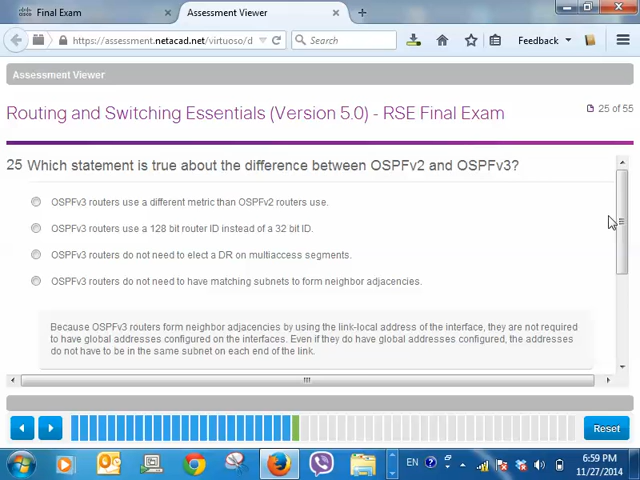 Final Exam
Assessment Viewer
https://assessment.netacad.net/virtuoso/d
Search
Feedback
Assessment Viewer
Routing and Switching Essentials (Version 5.0) - RSE Final Exam
25 of 55
25 Which statement is true about the difference between OSPFv2 and OSPFv3?
OSPFv3 routers use a different metric than OSPFv2 routers use.
OSPFv3 routers use a 128 bit router ID instead of a 32 bit ID.
OSPFv3 routers do not need to elect a DR on multiaccess segments.
OSPFv3 routers do not need to have matching subnets to form neighbor adjacencies.
Because OSPFv3 routers form neighbor adjacencies by using the link-local address of the interface, they are not required
to have global addresses configured on the interfaces. Even if they do have global addresses configured, the addresses
do not have to be in the same subnet on each end of the link.
Reset
EN
6:59 PM
11/27/2014